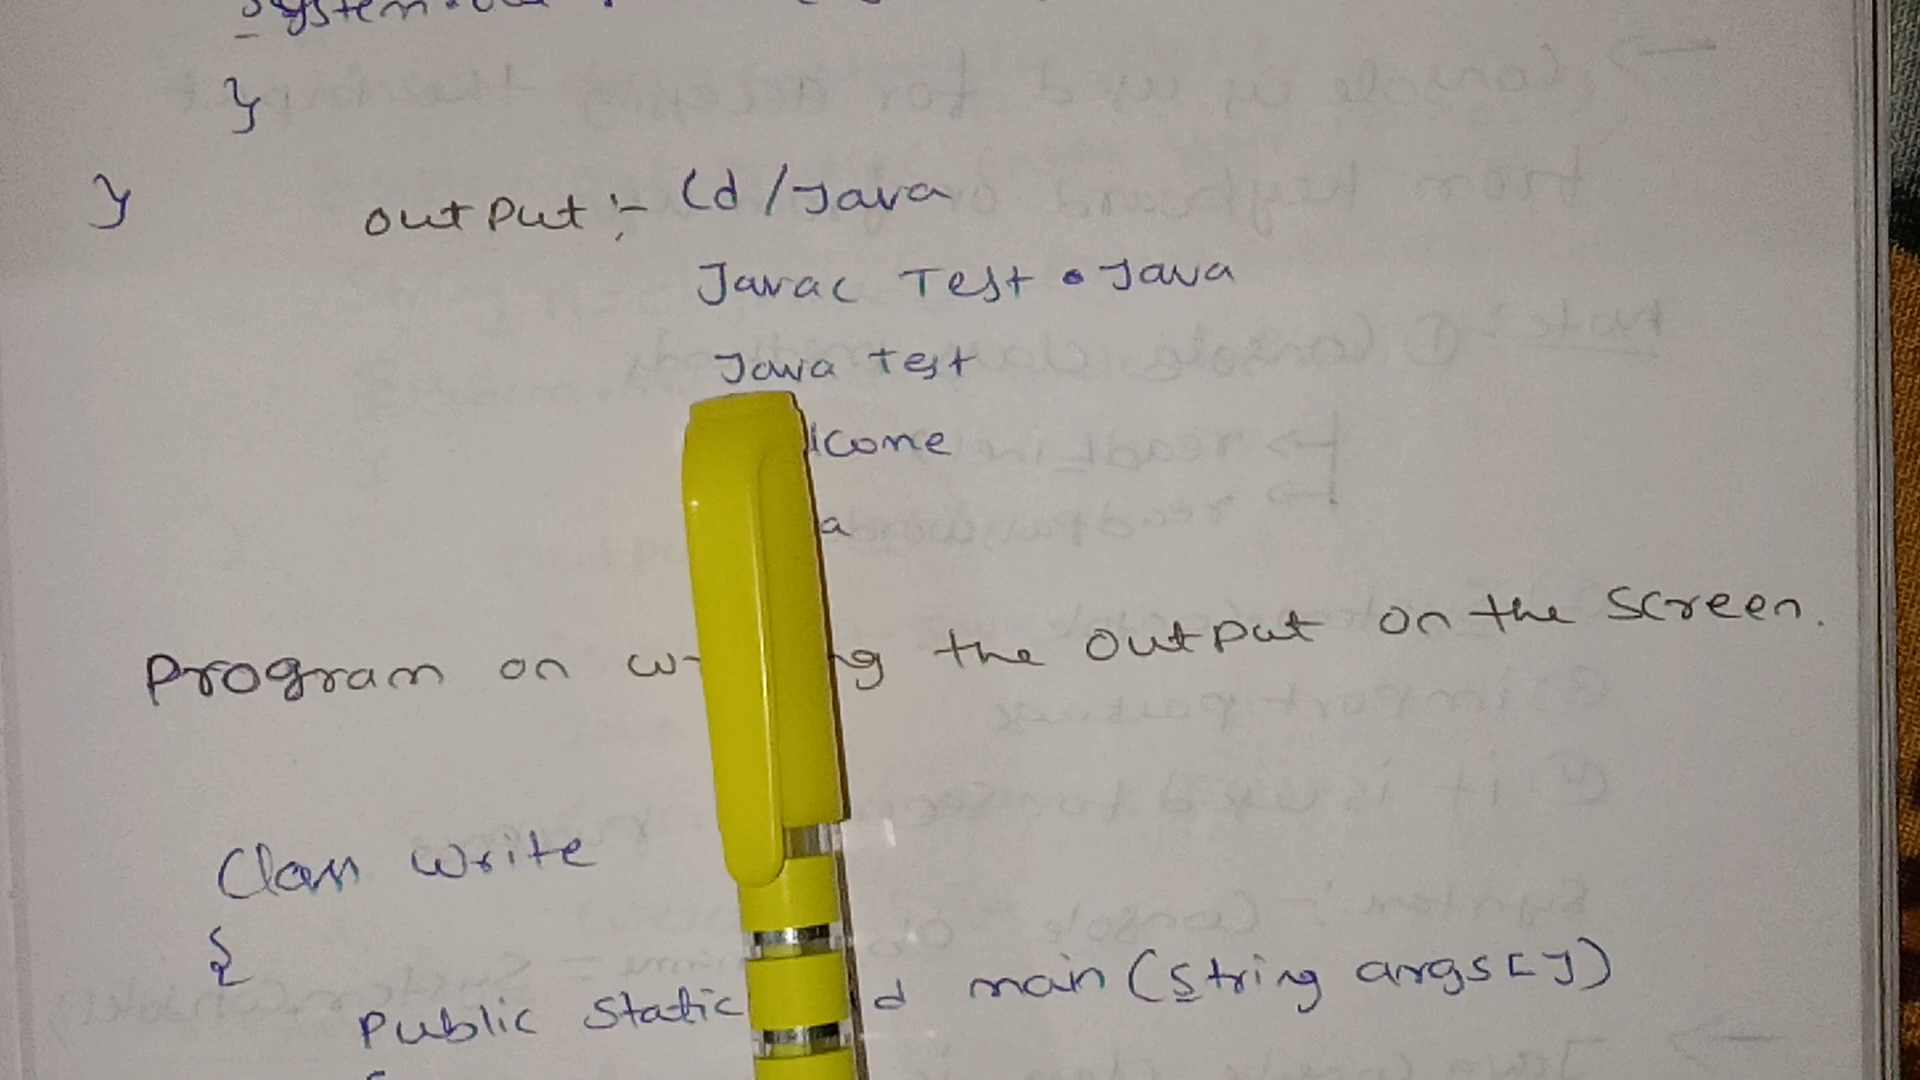 }
}
output :- Cd/Java
Javac Test.Java
Java test
a
Program on the output on the screen.
Class write
{
Public static main (String args[])